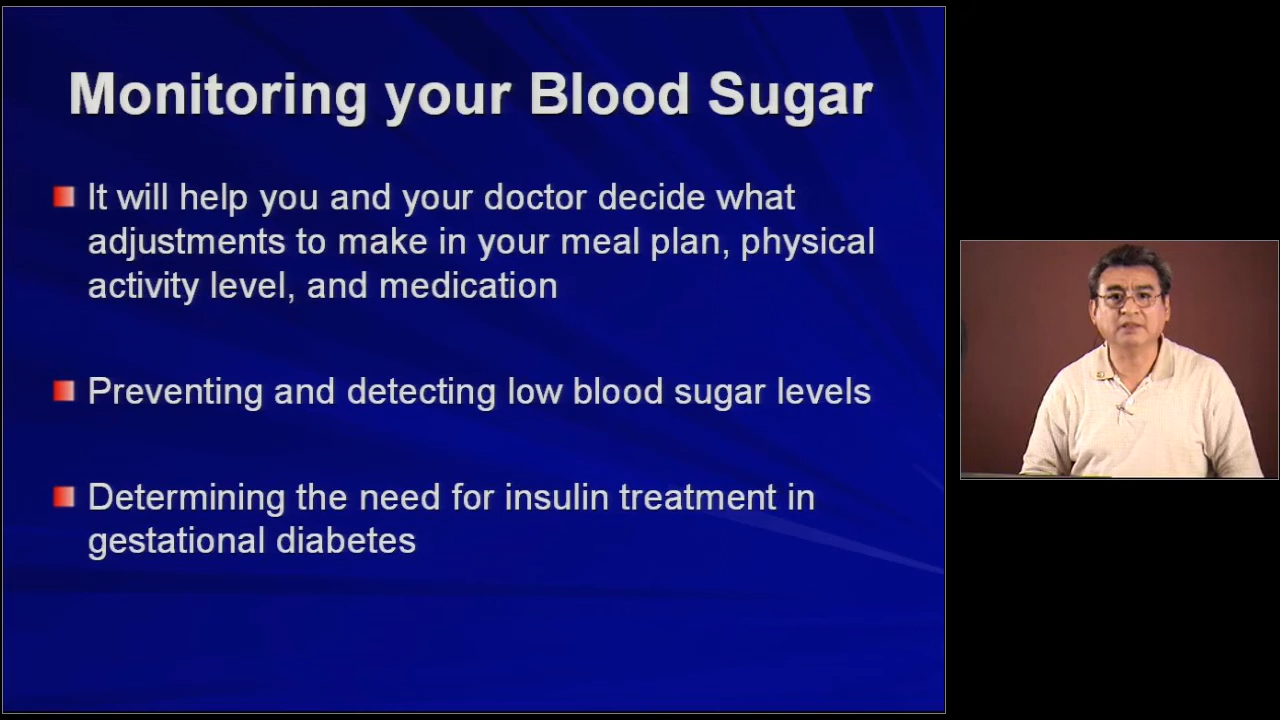 Monitoring your Blood Sugar
It will help you and your doctor decide what
adjustments to make in your meal plan, physical
activity level, and medication
Preventing and detecting low blood sugar levels
Determining the need for insulin treatment in
gestational diabetes